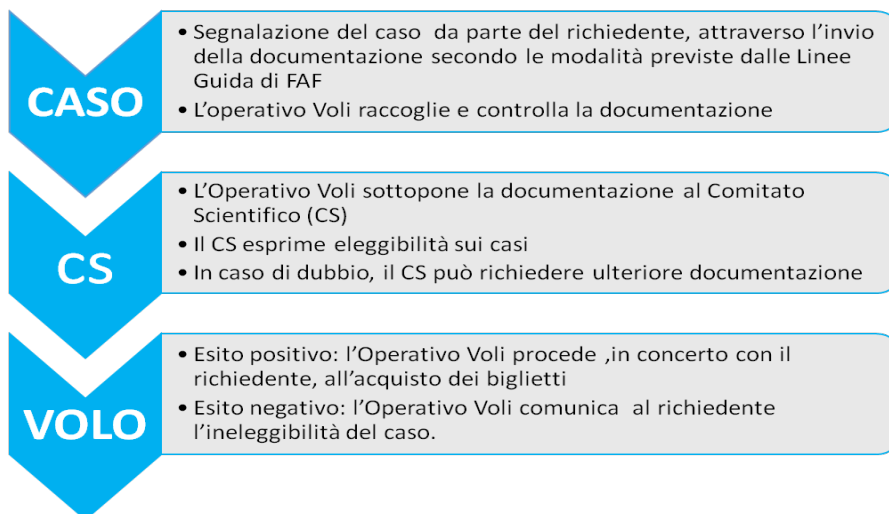 CASO
• Segnalazione del caso da parte del richiedente, attraverso l'invio
della documentazione secondo le modalità previste dalle Linee
Guida di FAF
• L'operativo Voli raccoglie e controlla la documentazione
CS
• L'Operativo Voli sottopone la documentazione al Comitato
Scientifico (CS)
• Il CS esprime eleggibilità sui casi
• In caso di dubbio, il CS può richiedere ulteriore documentazione
VOLO
• Esito positivo: l'Operativo Voli procede ,in concerto con il
richiedente, all'acquisto dei biglietti
• Esito negativo: l'Operativo Voli comunica al richiedente
l'ineleggibilità del caso.